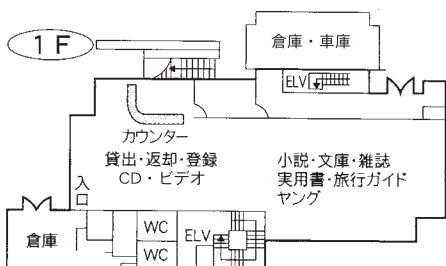 1F
倉庫・車庫
ELV
カウンター
貸出・返却・登録
CD・ビデオ
小説・文庫・雑誌
実用書・旅行ガイド
ヤング
入口
倉庫
WC
WC
ELV